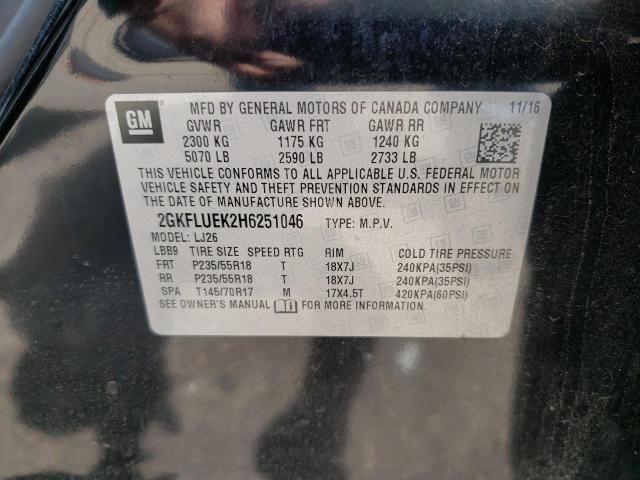 GM MFD BY GENERAL MOTORS OF CANADA COMPANY 11/16
GVWR GAWR FRT GAWR RR
2300 KG 1175 KG 1240 KG
5070 LB 2590 LB 2733 LB
THIS VEHICLE CONFORMS TO ALL APPLICABLE U.S. FEDERAL MOTOR
VEHICLE SAFETY AND THEFT PREVENTION STANDARDS IN EFFECT ON
THE DATE OF MANUFACTURE SHOWN ABOVE.
2GKFLUEK2H6251046 TYPE: M.P.V.
MODEL: LJ26
LBB9 TIRE SIZE SPEED RTG RIM COLD TIRE PRESSURE
FRT P235/55R18 T 18X7J 240KPA(35PSI)
RR P235/55R18 T 18X7J 240KPA(35PSI)
SPA T145/70R17 M 17X4.5T 420KPA(60PSI)
SEE OWNER'S MANUAL FOR ADDITIONAL INFORMATION.